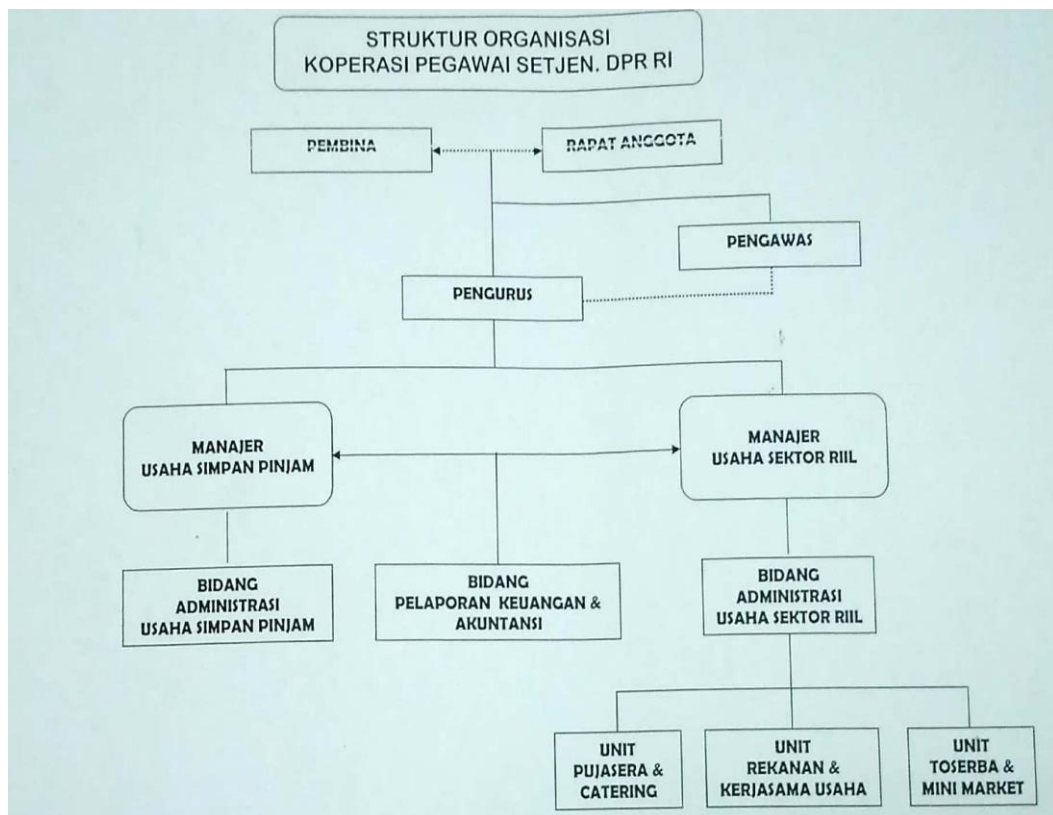 STRUKTUR ORGANISASI
KOPERASI PEGAWAI SETJEN. DPR RI
PEMBINA
RAPAT ANGGOTA
PENGAWAS
PENGURUS
MANAJER
USAHA SIMPAN PINJAM
MANAJER
USAHA SEKTOR RIIL
BIDANG
ADMINISTRASI
USAHA SIMPAN PINJAM
BIDANG
PELAPORAN KEUANGAN &
AKUNTANSI
BIDANG
ADMINISTRASI
USAHA SEKTOR RIIL
UNIT
PUJASERA &
CATERING
UNIT
REKANAN &
KERJASAMA USAHA
UNIT
TOSERBA &
MINI MARKET